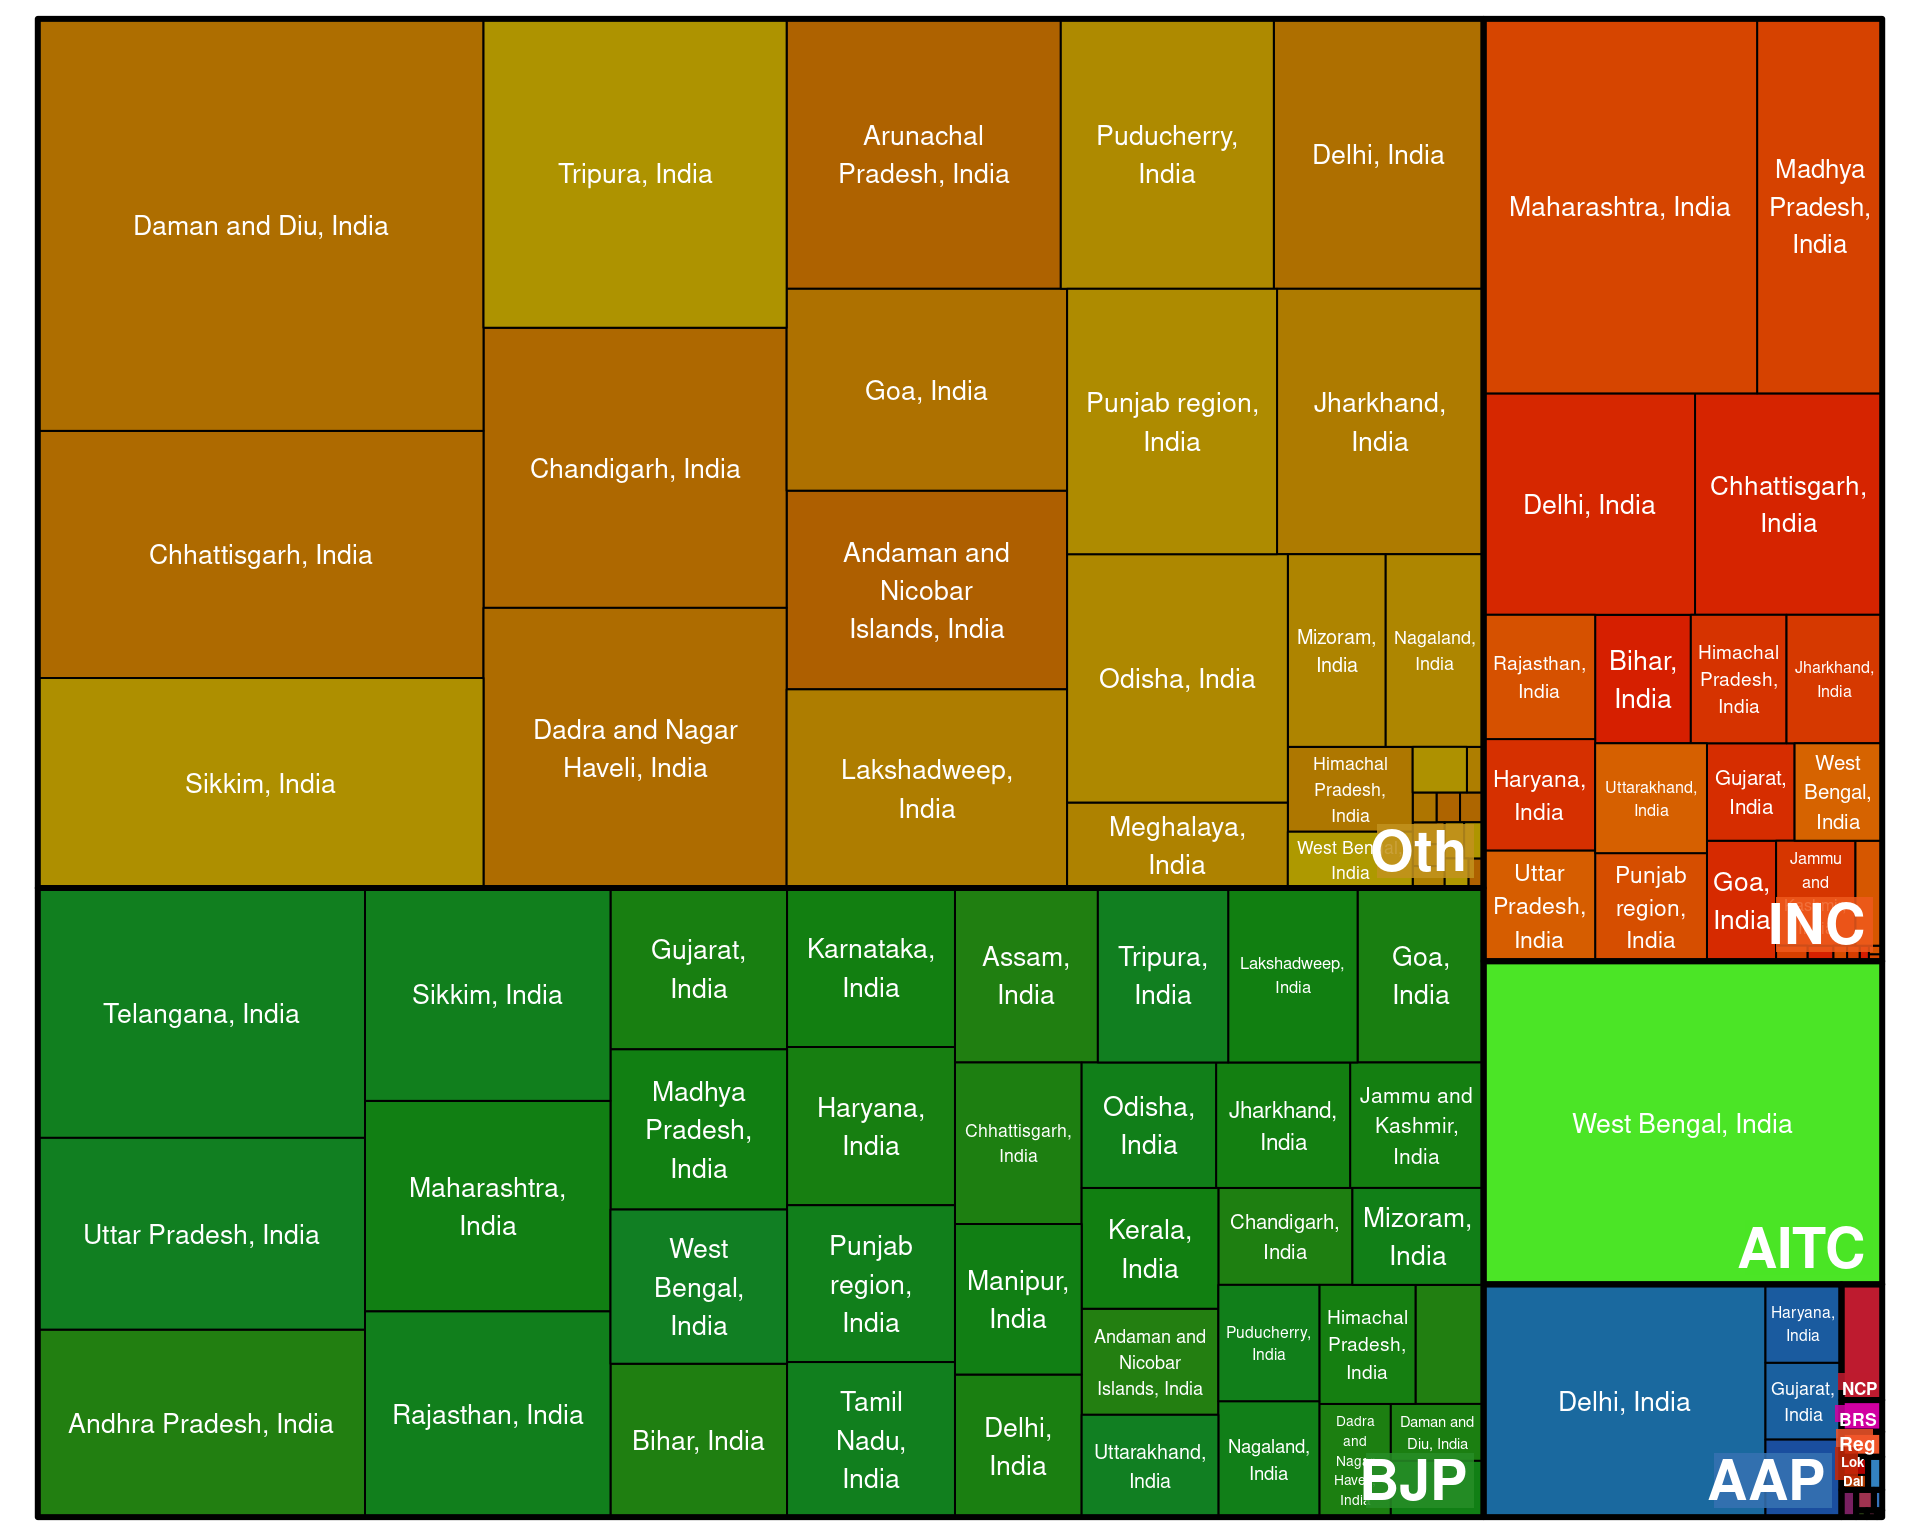 Daman and Diu, India
Chhattisgarh, India
Sikkim, India
Tripura, India
Chandigarh, India
Dadra and Nagar
Haveli, India
Arunachal
Pradesh, India
Goa, India
Andaman and
Nicobar
Islands, India
Lakshadweep,
India
Puducherry,
India
Delhi, India
Punjab region,
India
Jharkhand,
India
Odisha, India
Meghalaya,
India
Mizoram,
India
Nagaland,
India
Himachal
Pradesh,
India
West Bengal
India
Oth
Maharashtra, India
Madhya
Pradesh,
India
Delhi, India
Chhattisgarh,
India
Rajasthan,
India
Haryana,
India
Uttar
Pradesh,
India
Bihar,
India
Himachal
Pradesh,
India
Jharkhand,
India
Uttarakhand,
India
Punjab
region,
India
Gujarat,
India
West
Bengal,
India
Goa,
India
Jammu
and
INC
Telangana, India
Uttar Pradesh, India
Andhra Pradesh, India
Sikkim, India
Maharashtra,
India
Rajasthan, India
Gujarat,
India
Madhya
Pradesh,
India
West
Bengal,
India
Bihar, India
Karnataka,
India
Haryana,
India
Punjab
region,
India
Tamil
Nadu,
India
Assam,
India
Tripura,
India
Lakshadweep,
India
Goa,
India
Chhattisgarh,
India
Manipur,
India
Delhi,
India
Odisha,
India
Jharkhand,
India
Jammu and
Kashmir,
India
Kerala,
India
Andaman and
Nicobar
Islands, India
Uttarakhand,
India
Chandigarh,
India
Mizoram,
India
Puducherry,
India
Nagaland,
India
Himachal
Pradesh,
India
Dadra
and
Nagar
Haveli,
India
Daman and
Diu, India
BJP
West Bengal, India
AITC
Delhi, India
Haryana,
India
Gujarat,
India
AAP
NCP
BRS
Reg
Lok
Dal